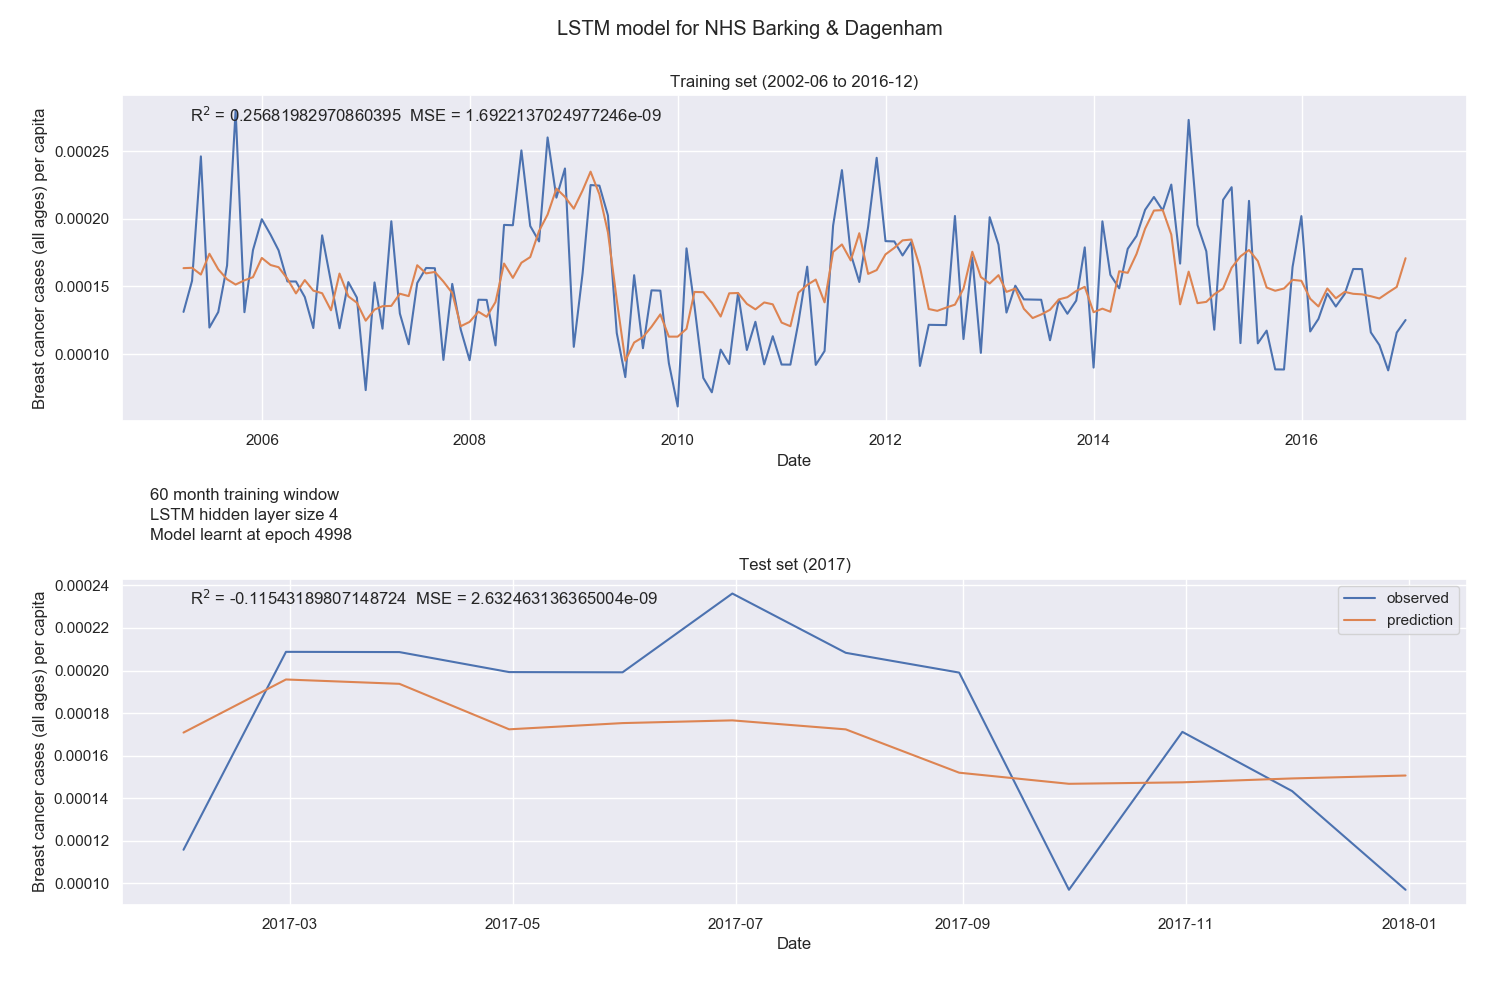 LSTM model for NHS Barking & Dagenham
Training set (2002-06 to 2016-12)
R² = 0.25681982970860395 MSE = 1.6922137024977246e-09
Breast cancer cases (all ages) per capita
0.00025
0.00020
0.00015
0.00010
2006 2008 2010 2012 2014 2016
Date
60 month training window
LSTM hidden layer size 4
Model learnt at epoch 4998
Test set (2017)
R² = -0.11543189807148724 MSE = 2.632463136365004e-09
observed
prediction
Breast cancer cases (all ages) per capita
0.00024
0.00022
0.00020
0.00018
0.00016
0.00014
0.00012
0.00010
2017-03 2017-05 2017-07 2017-09 2017-11 2018-01
Date